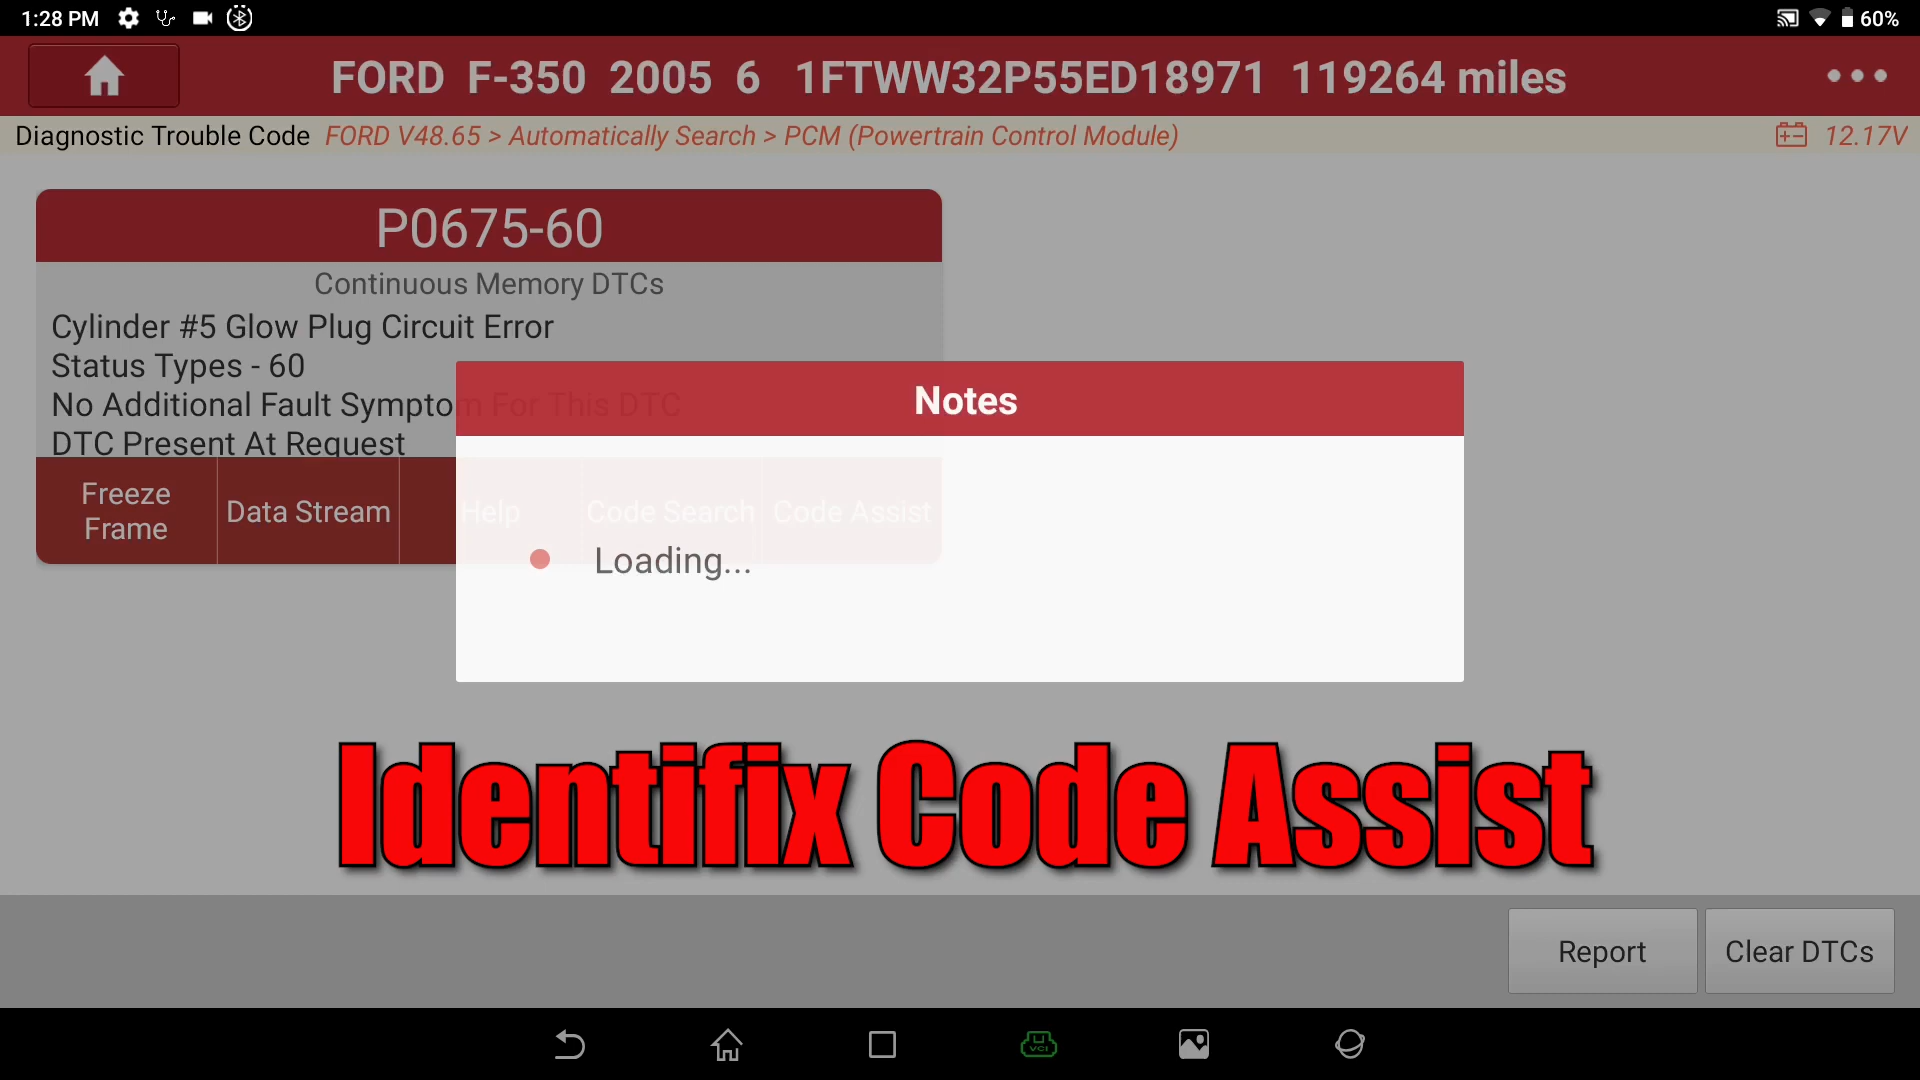 1:28 PM
60%
FORD F-350 2005 6 1FTWW32P55ED18971 119264 miles
Diagnostic Trouble Code FORD V48.65 > Automatically Search > PCM (Powertrain Control Module)
12.17V
P0675-60
Continuous Memory DTCs
Cylinder #5 Glow Plug Circuit Error
Status Types - 60
No Additional Fault Symptom For This DTC
DTC Present At Request
Freeze Frame
Data Stream
Help
Code Search
Code Assist
Notes
Loading...
Identifix Code Assist
Report
Clear DTCs
VCI